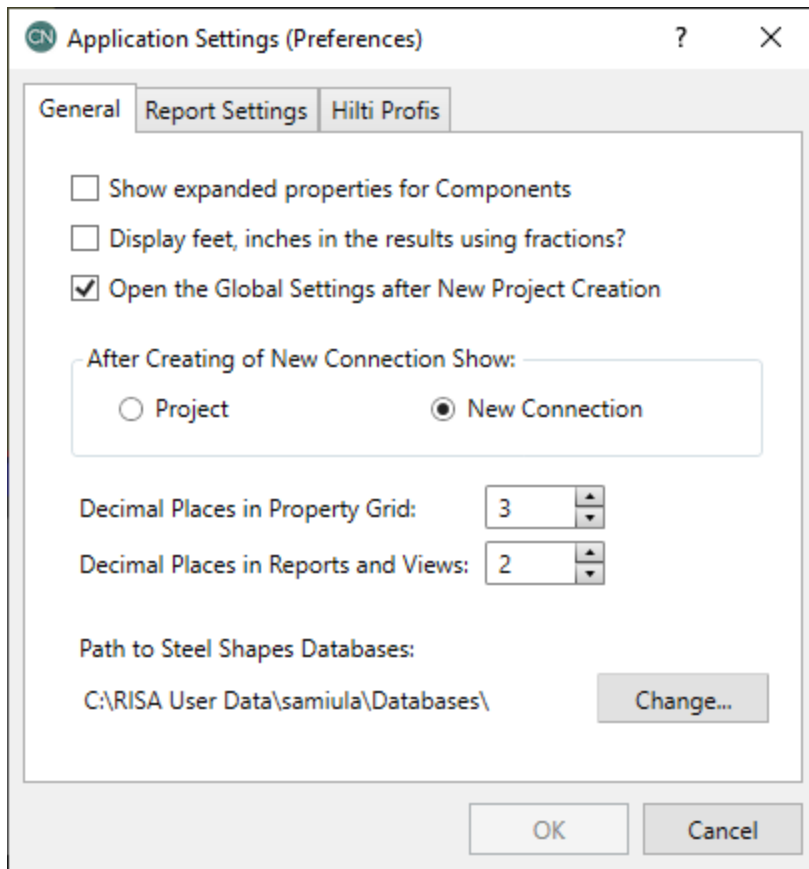 CN Application Settings (Preferences) ?
General Report Settings Hilti Profis
Show expanded properties for Components
Display feet, inches in the results using fractions?
Open the Global Settings after New Project Creation
After Creating of New Connection Show:
Project New Connection
Decimal Places in Property Grid: 3
Decimal Places in Reports and Views: 2
Path to Steel Shapes Databases:
C:\RISA User Data\samiula\Databases\ Change...
OK Cancel